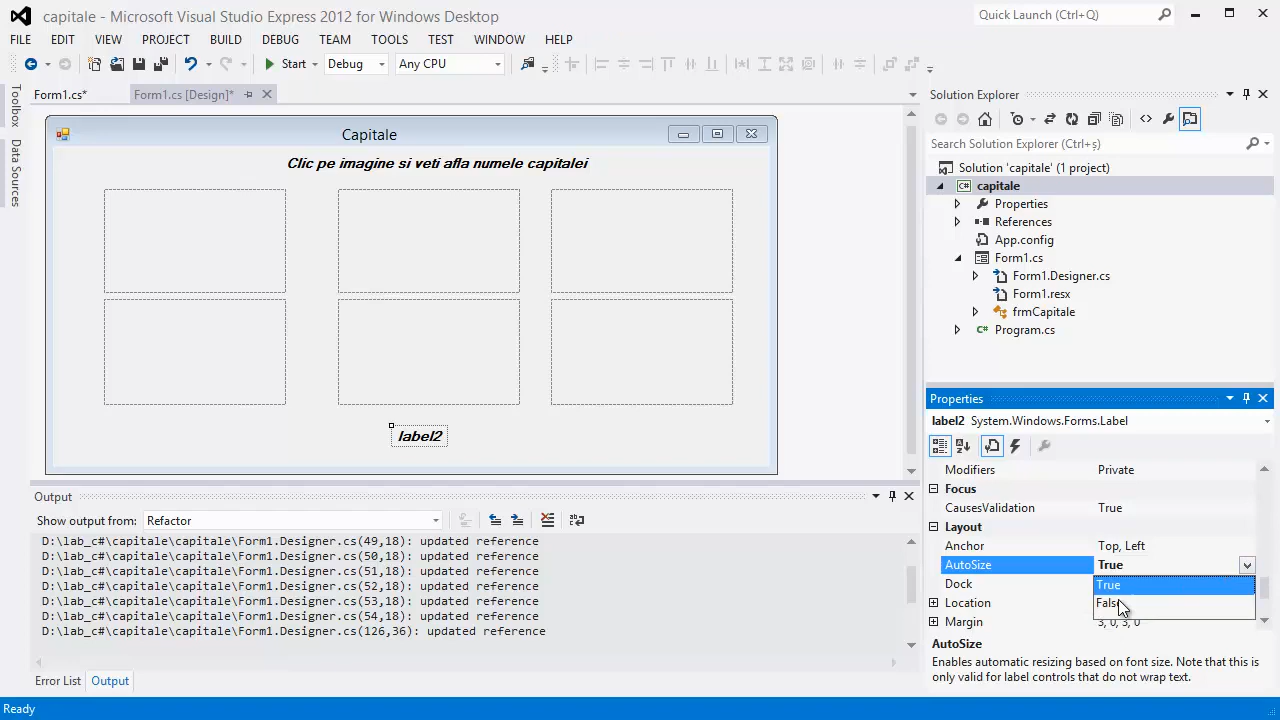 capitale - Microsoft Visual Studio Express 2012 for Windows Desktop
Quick Launch (Ctrl+Q)
FILE EDIT VIEW PROJECT BUILD DEBUG TEAM TOOLS TEST WINDOW HELP
Start Debug Any CPU
Toolbox
Data Sources
Form1.cs*
Form1.cs [Design]*
Capitale
Clic pe imagine si veti afla numele capitalei
label2
Solution Explorer
Search Solution Explorer (Ctrl+ș)
Solution 'capitale' (1 project)
capitale
Properties
References
App.config
Form1.cs
Form1.Designer.cs
Form1.resx
frmCapitale
Program.cs
Properties
label2 System.Windows.Forms.Label
Modifiers Private
Focus
CausesValidation True
Layout
Anchor Top, Left
AutoSize True
Dock True
Location False
Margin 3, 0, 3, 0
AutoSize
Enables automatic resizing based on font size. Note that this is
only valid for label controls that do not wrap text.
Output
Show output from: Refactor
D:\lab_c#\capitale\capitale\Form1.Designer.cs(49,18): updated reference
D:\lab_c#\capitale\capitale\Form1.Designer.cs(50,18): updated reference
D:\lab_c#\capitale\capitale\Form1.Designer.cs(51,18): updated reference
D:\lab_c#\capitale\capitale\Form1.Designer.cs(52,18): updated reference
D:\lab_c#\capitale\capitale\Form1.Designer.cs(53,18): updated reference
D:\lab_c#\capitale\capitale\Form1.Designer.cs(54,18): updated reference
D:\lab_c#\capitale\capitale\Form1.Designer.cs(126,36): updated reference
Error List Output
Ready